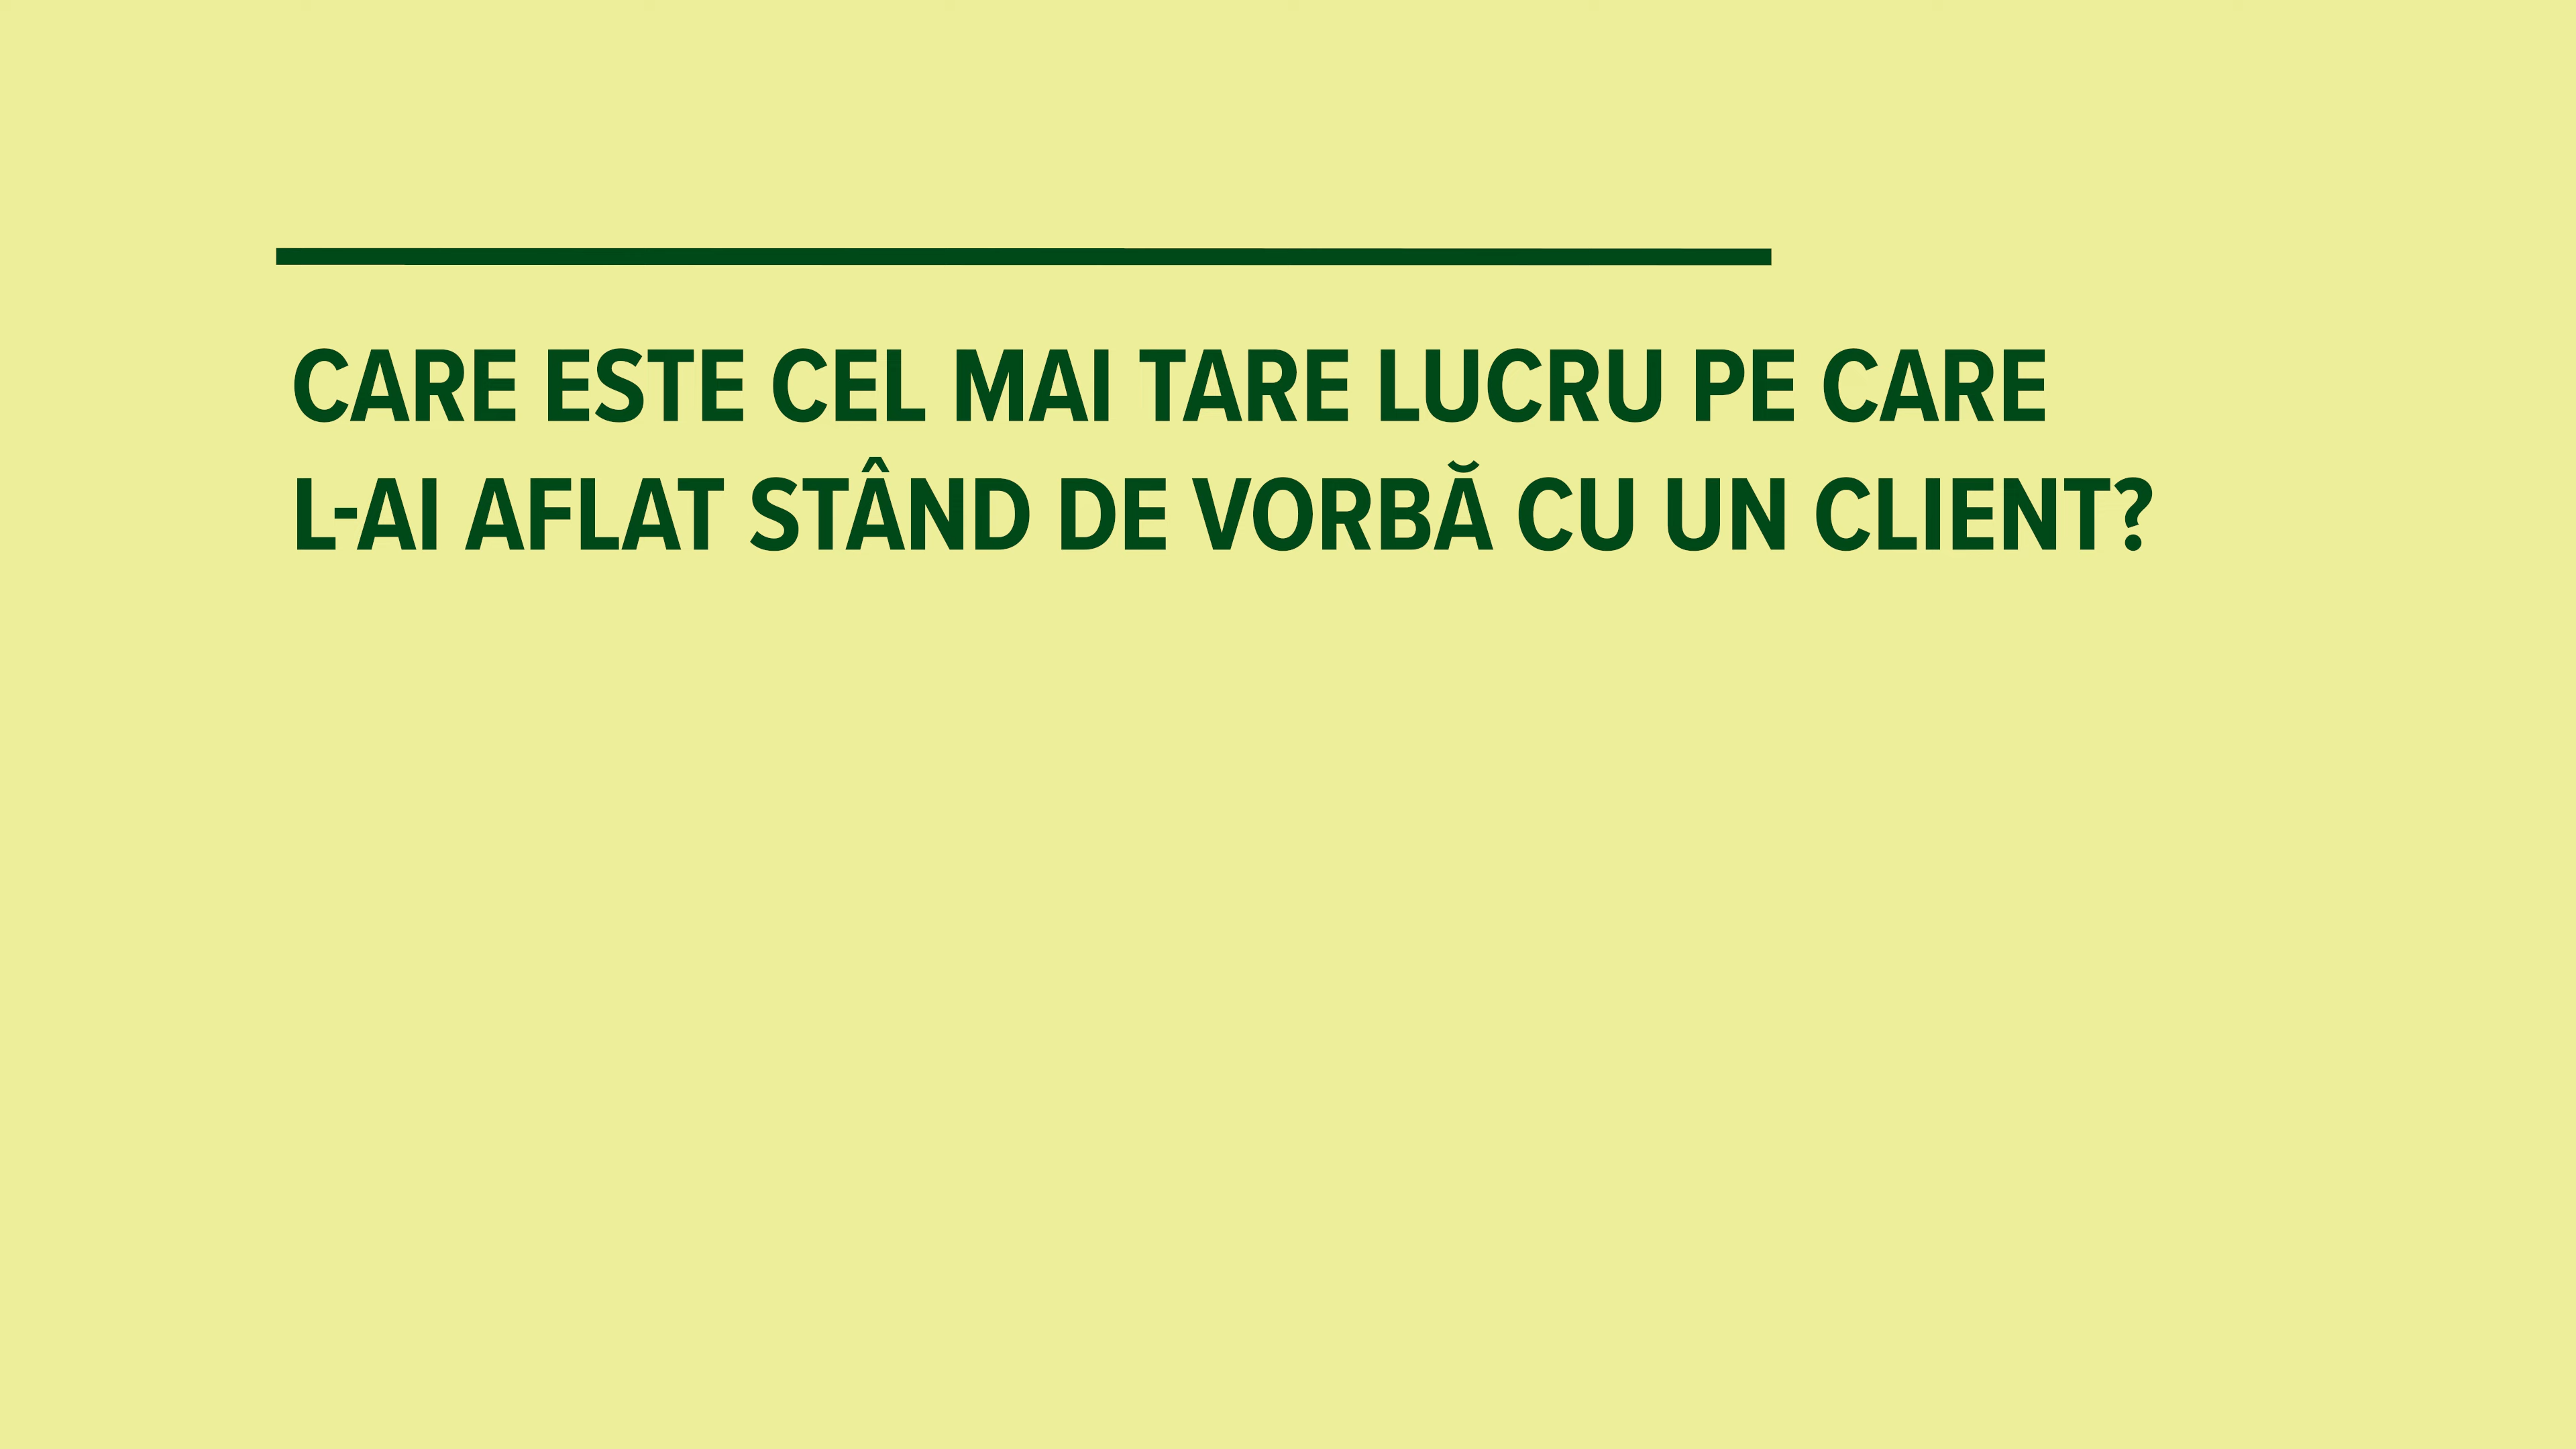 CARE ESTE CEL MAI TARE LUCRU PE CARE
L-AI AFLAT STÂND DE VORBĂ CU UN CLIENT?